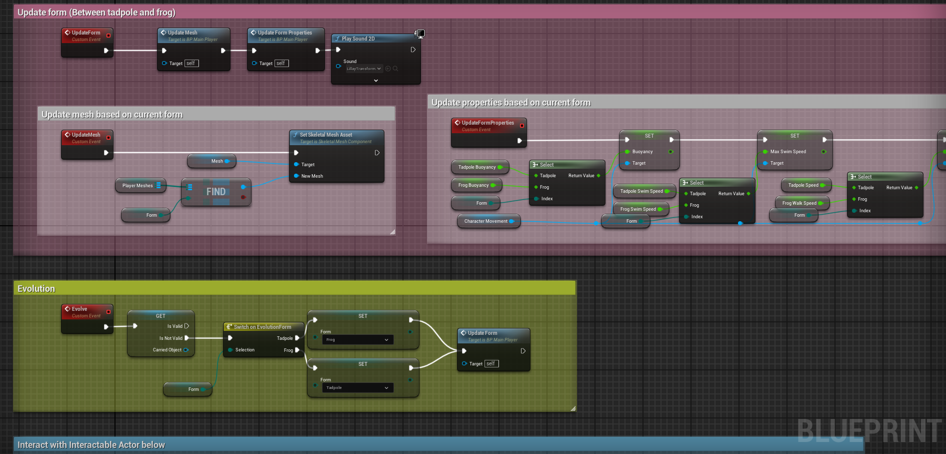 Update form (Between tadpole and frog)
UpdateForm
Custom Event
Update Mesh
Target is BP Main Player
Target self
Update Form Properties
Target is BP Main Player
Target self
Play Sound 2D
Sound
Update mesh based on current form
UpdateMesh
Custom Event
Mesh
Player Meshes
Form
FIND
Set Skeletal Mesh Asset
Target is Skeletal Mesh Component
Target
New Mesh
Update properties based on current form
UpdateFormProperties
Custom Event
Tadpole Buoyancy
Frog Buoyancy
Form
Character Movement
Select
Tadpole Return Value
Frog
Index
SET
Buoyancy
Target
Tadpole Swim Speed
Frog Swim Speed
Form
Select
Tadpole Return Value
Frog
Index
SET
Max Swim Speed
Target
Tadpole Speed
Frog Walk Speed
Form
Select
Tadpole Return Value
Frog
Index
Evolution
Evolve
Custom Event
GET
Is Valid
Is Not Valid
Carried Object
Form
Switch on EvolutionForm
Tadpole
Selection Frog
SET
Form
Frog
SET
Form
Tadpole
Update Form
Target is BP Main Player
Target self
BLUEPRINT
Interact with Interactable Actor below